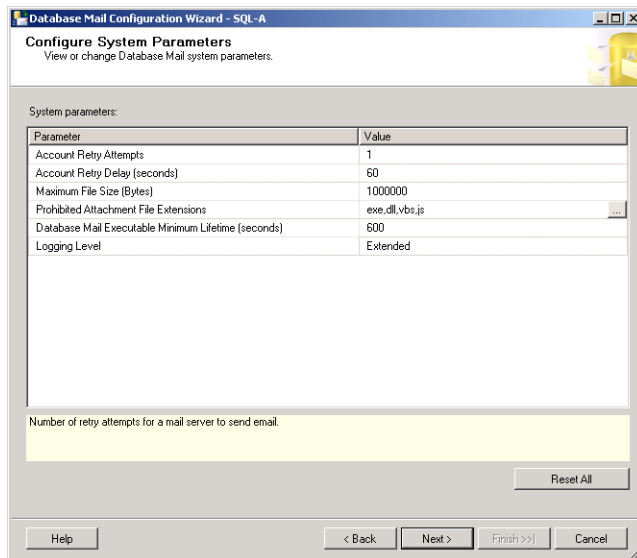 Database Mail Configuration Wizard - SQL-A
Configure System Parameters
View or change Database Mail system parameters.
System parameters:
Parameter Value
Account Retry Attempts 1
Account Retry Delay (seconds) 60
Maximum File Size (Bytes) 1000000
Prohibited Attachment File Extensions exe,dll,vbs,js ...
Database Mail Executable Minimum Lifetime (seconds) 600
Logging Level Extended
Number of retry attempts for a mail server to send email.
Reset All
Help < Back Next > Finish >>| Cancel